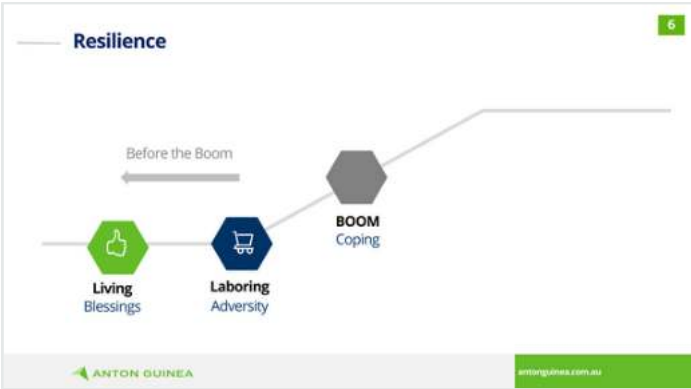 Resilience
6
Before the Boom
BOOM
Coping
Living
Blessings
Laboring
Adversity
ANTON GUINEA
antonguinea.com.au